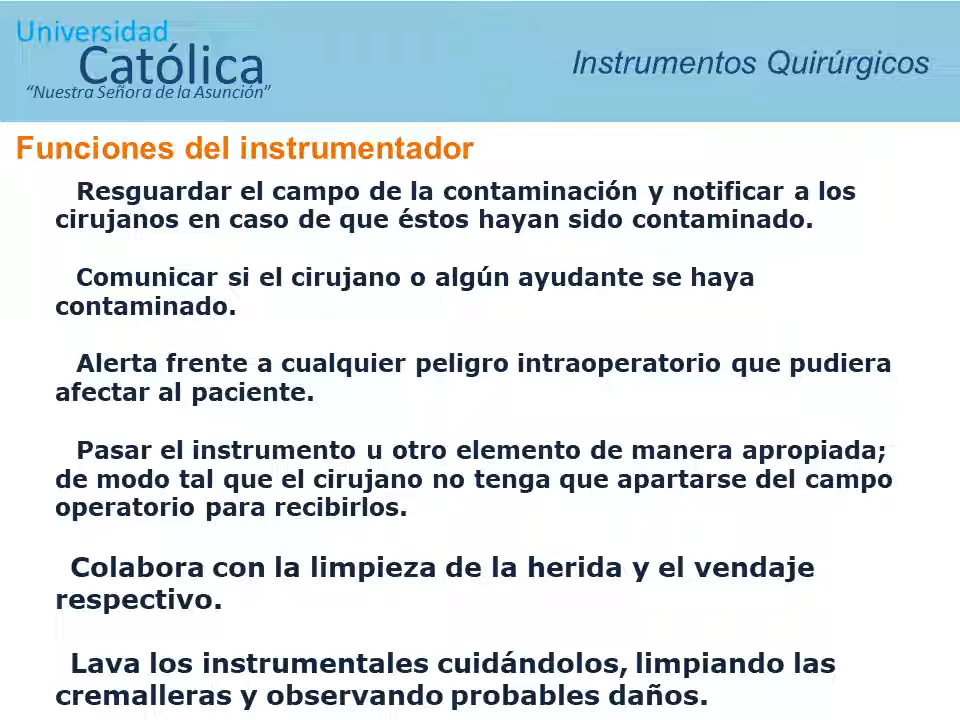 Universidad
Católica
“Nuestra Señora de la Asunción”
Instrumentos Quirúrgicos
Funciones del instrumentador
Resguardar el campo de la contaminación y notificar a los
cirujanos en caso de que éstos hayan sido contaminado.
Comunicar si el cirujano o algún ayudante se haya
contaminado.
Alerta frente a cualquier peligro intraoperatorio que pudiera
afectar al paciente.
Pasar el instrumento u otro elemento de manera apropiada;
de modo tal que el cirujano no tenga que apartarse del campo
operatorio para recibirlos.
Colabora con la limpieza de la herida y el vendaje
respectivo.
Lava los instrumentales cuidándolos, limpiando las
cremalleras y observando probables daños.